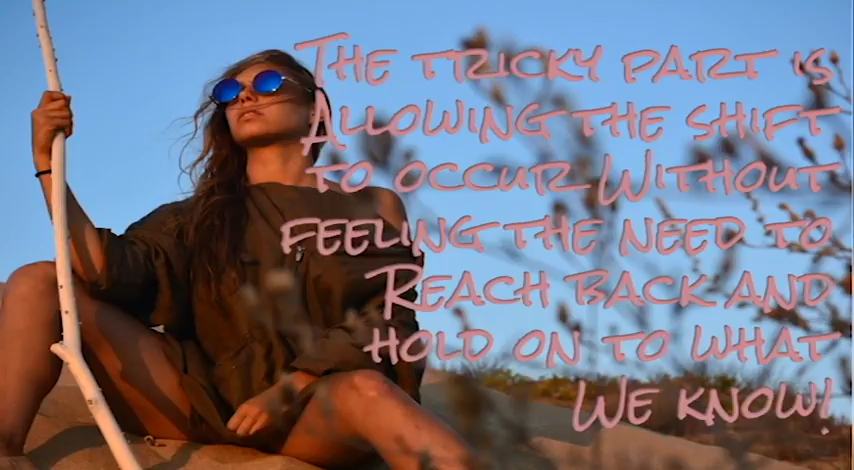 The tricky part is
Allowing the shift
to occur Without
feeling the need to
Reach back and
hold on to what
We know!